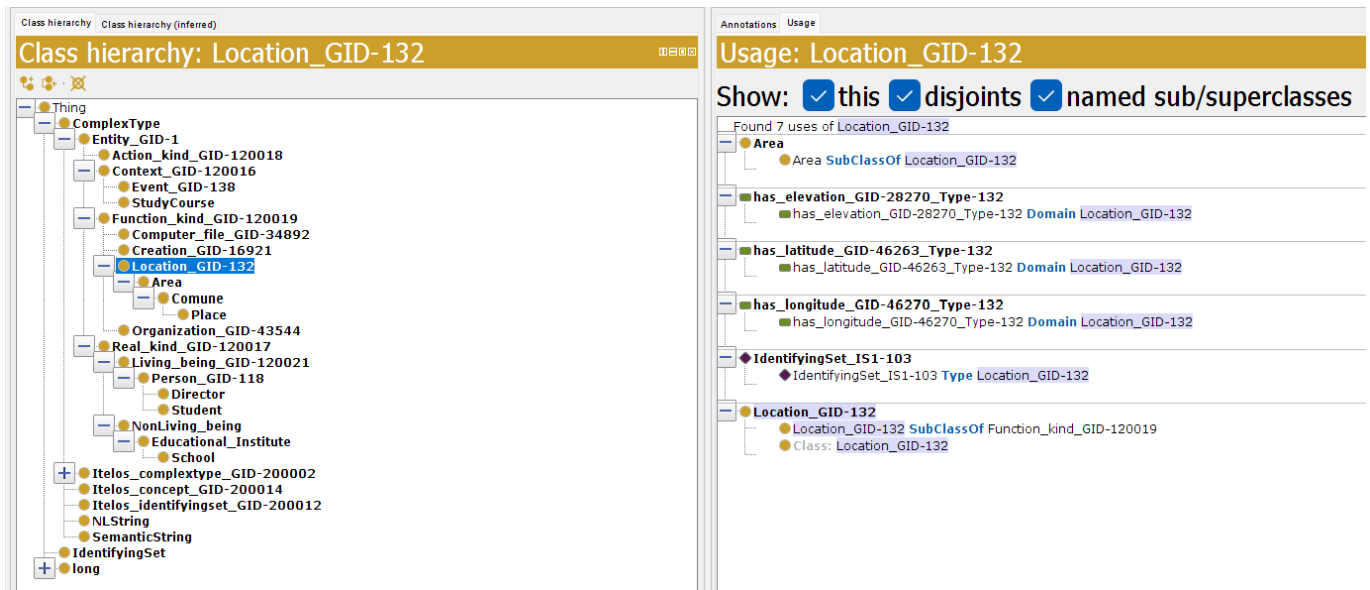 Class hierarchy Class hierarchy (inferred)
Class hierarchy: Location_GID-132
Thing
ComplexType
Entity_GID-1
Action_kind_GID-120018
Context_GID-120016
Event_GID-138
StudyCourse
Function_kind_GID-120019
Computer_file_GID-34892
Creation_GID-16921
Location_GID-132
Area
Comune
Place
Organization_GID-43544
Real_kind_GID-120017
Living_being_GID-120021
Person_GID-118
Director
Student
NonLiving_being
Educational_Institute
School
Itelos_complextype_GID-200002
Itelos_concept_GID-200014
Itelos_identifyingset_GID-200012
NLString
SemanticString
IdentifyingSet
long
Annotations Usage
Usage: Location_GID-132
Show: this disjoints named sub/superclasses
Found 7 uses of Location_GID-132
Area
Area SubClassOf Location_GID-132
has_elevation_GID-28270_Type-132
has_elevation_GID-28270_Type-132 Domain Location_GID-132
has_latitude_GID-46263_Type-132
has_latitude_GID-46263_Type-132 Domain Location_GID-132
has_longitude_GID-46270_Type-132
has_longitude_GID-46270_Type-132 Domain Location_GID-132
IdentifyingSet_IS1-103
IdentifyingSet_IS1-103 Type Location_GID-132
Location_GID-132
Location_GID-132 SubClassOf Function_kind_GID-120019
Class: Location_GID-132